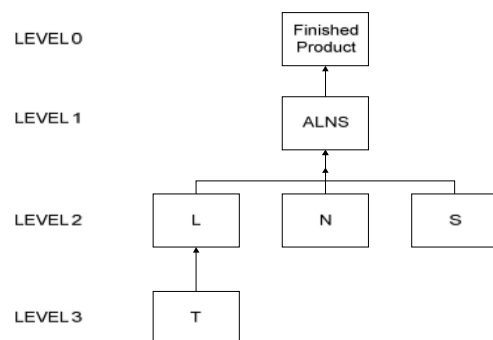 LEVEL 0
Finished
Product
LEVEL 1
ALNS
LEVEL 2
L
N
S
LEVEL 3
T